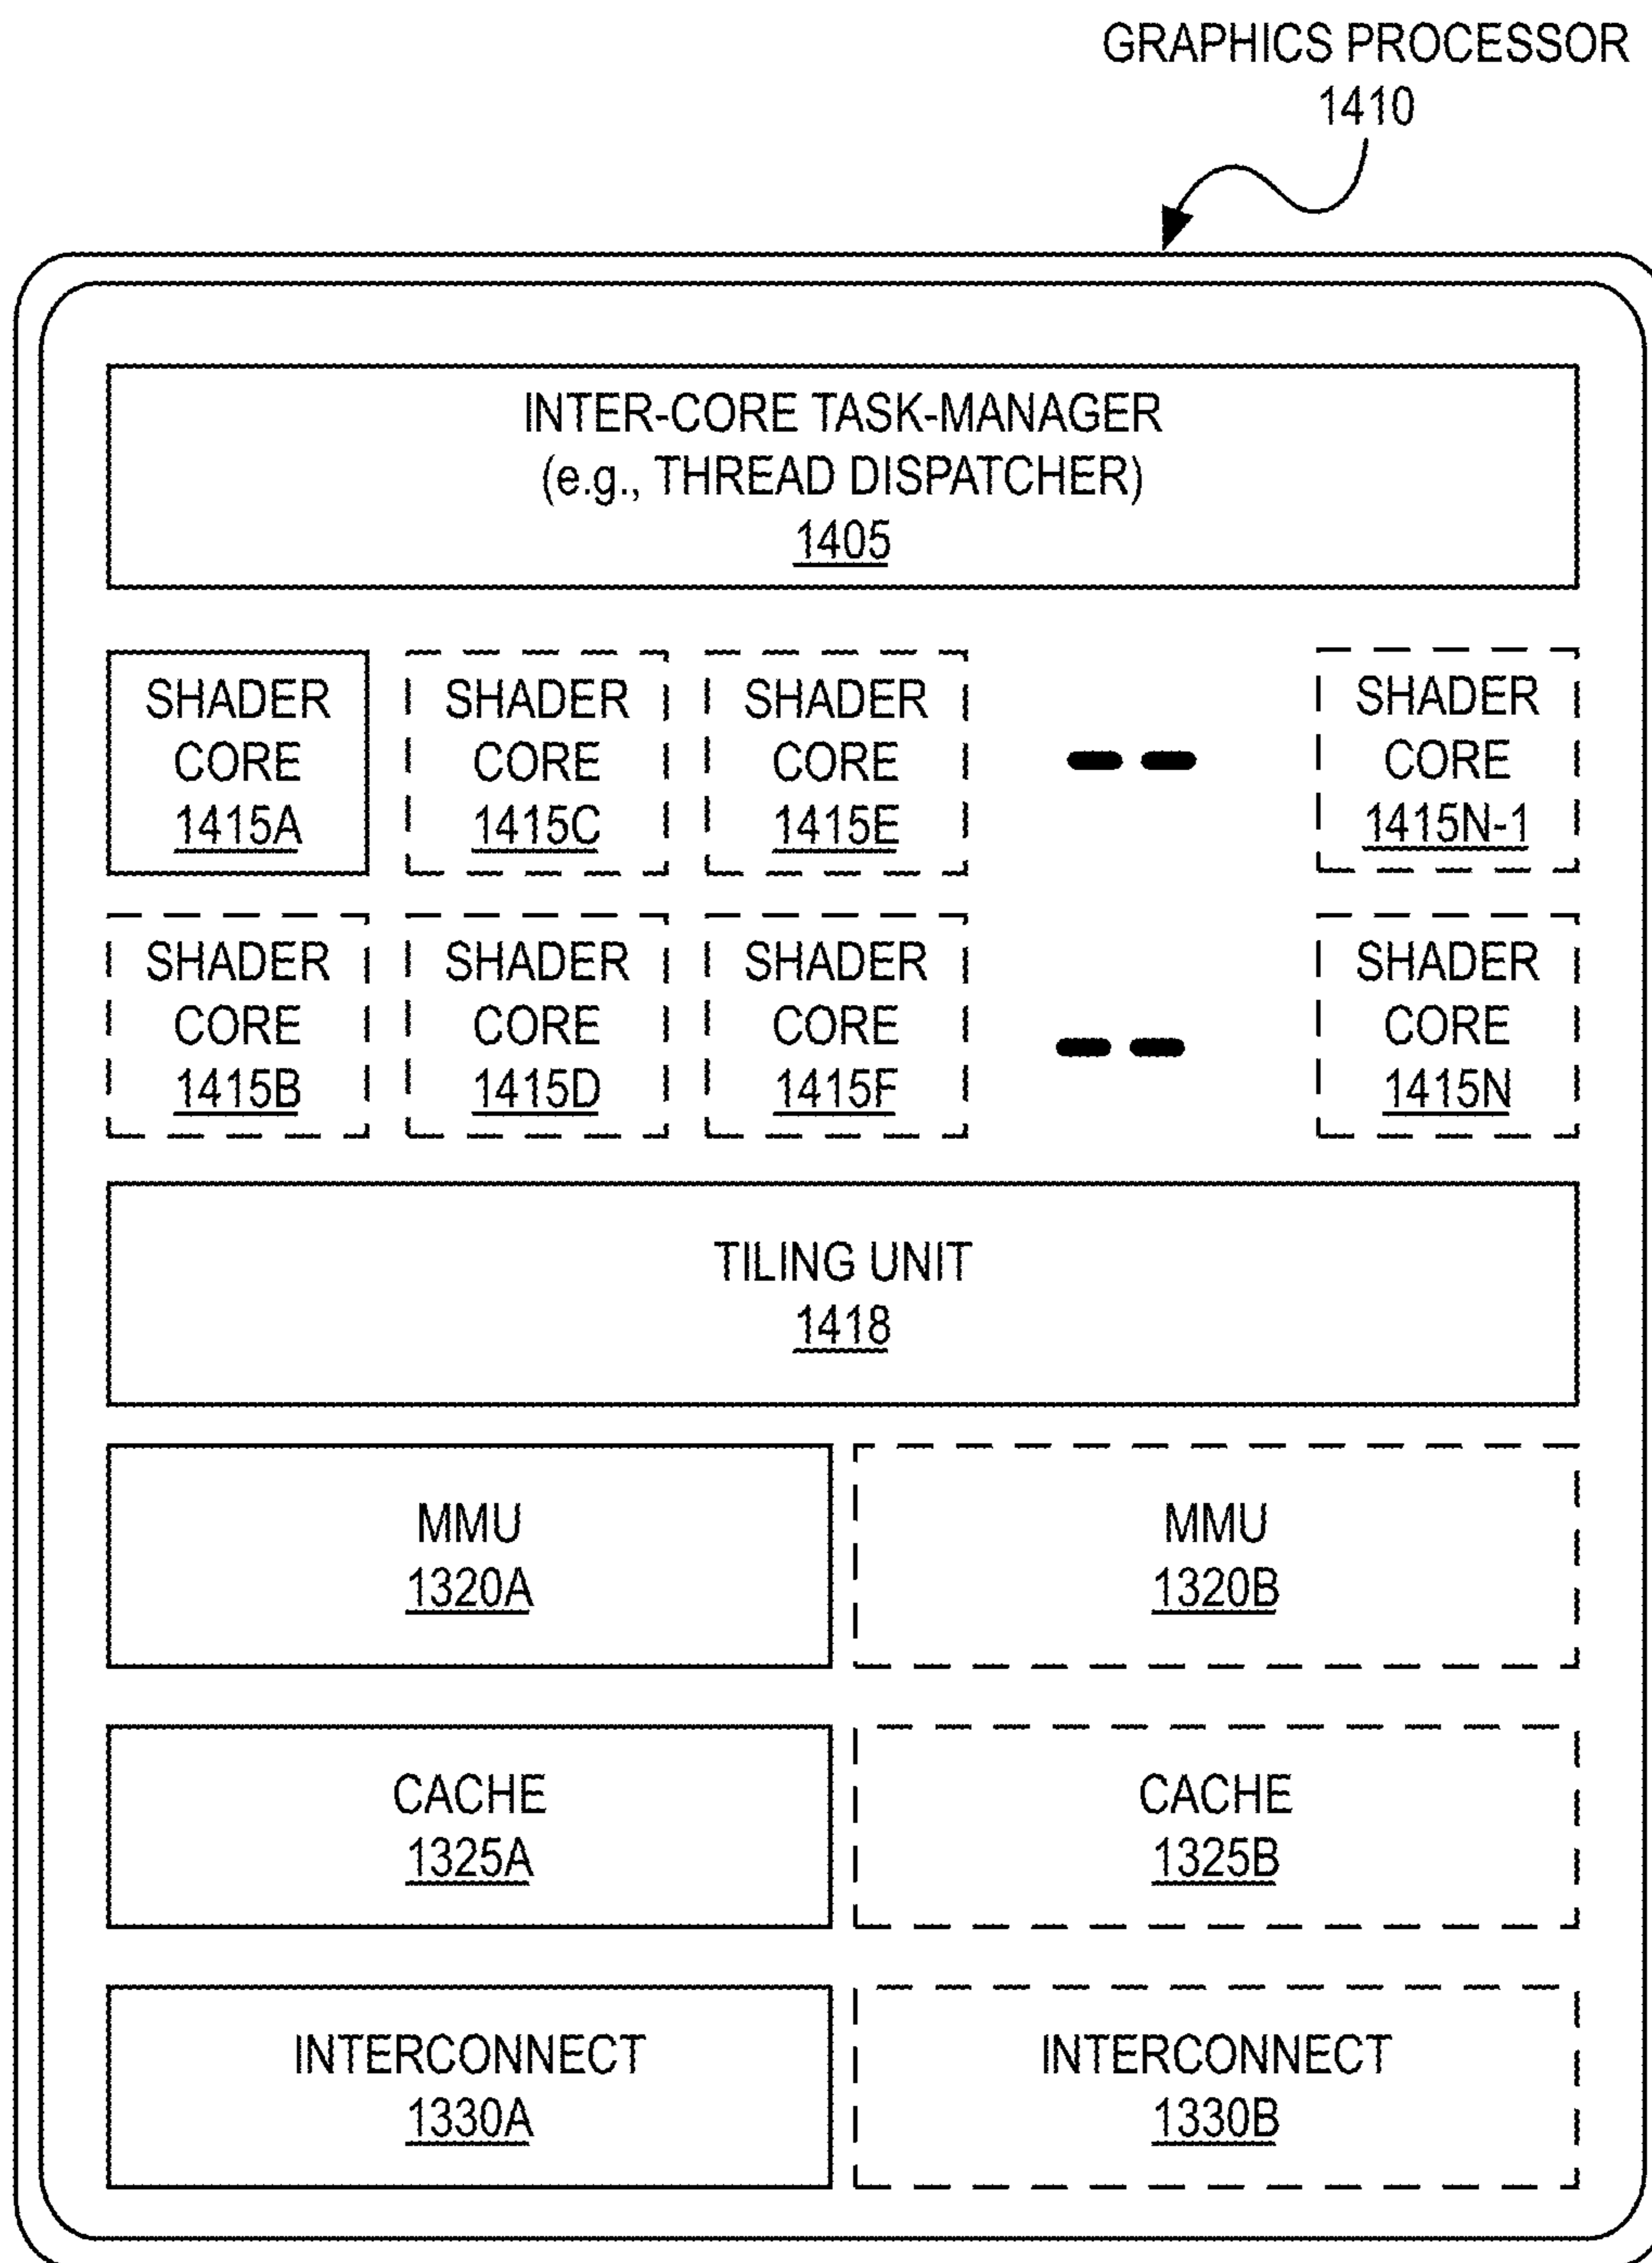 GRAPHICS PROCESSOR
1410
INTER-CORE TASK-MANAGER
(e.g., THREAD DISPATCHER)
1405
SHADER
CORE
1415A
SHADER
CORE
1415C
SHADER
CORE
1415E
SHADER
CORE
1415N-1
SHADER
CORE
1415B
SHADER
CORE
1415D
SHADER
CORE
1415F
SHADER
CORE
1415N
TILING UNIT
1418
MMU
1320A
MMU
1320B
CACHE
1325A
CACHE
1325B
INTERCONNECT
1330A
INTERCONNECT
1330B